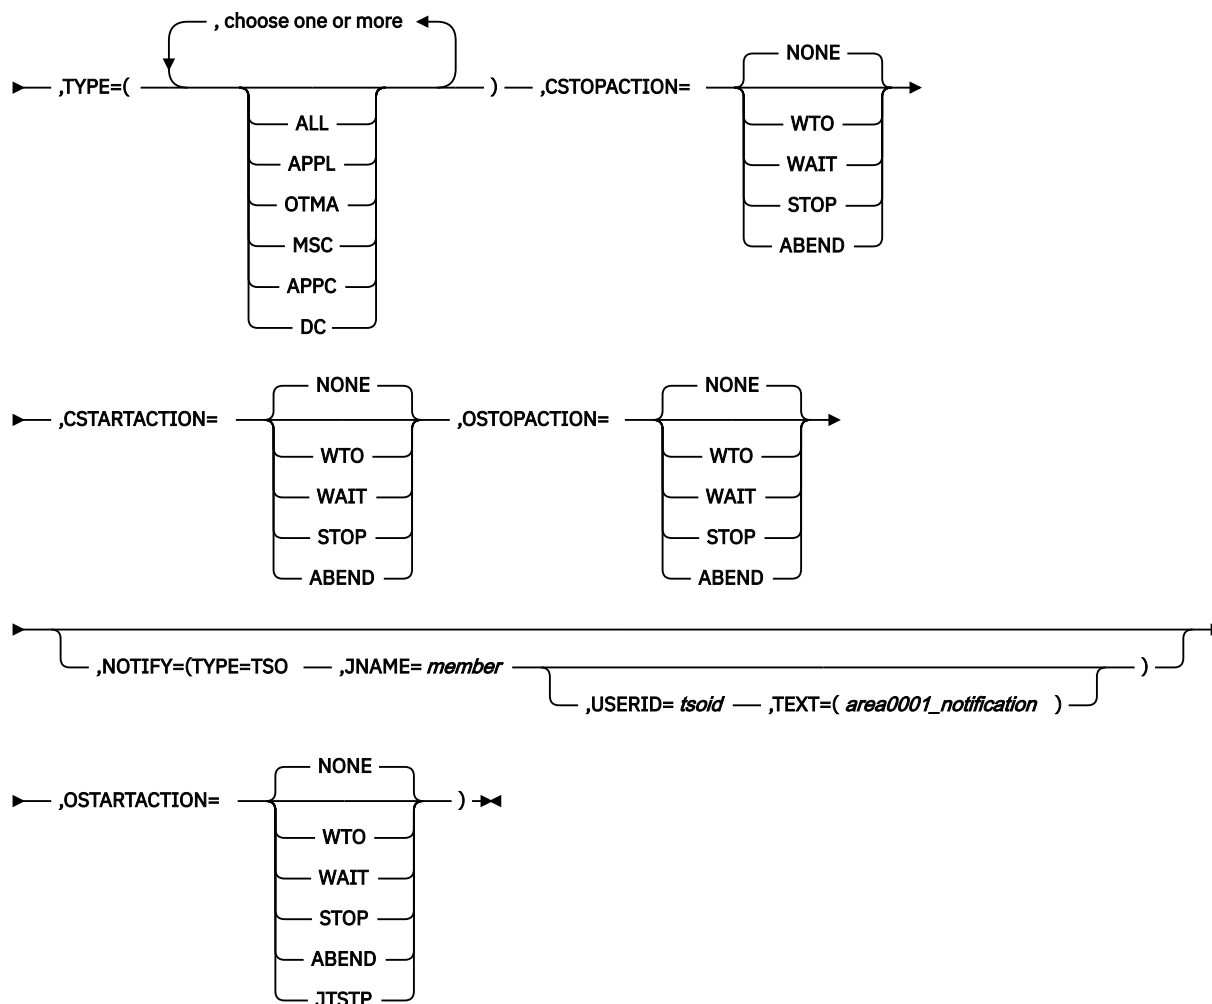 , choose one or more
,TYPE=(
ALL
APPL
OTMA
MSC
APPC
DC
)
,CSTOPACTION=
NONE
WTO
WAIT
STOP
ABEND
,CSTARTACTION=
NONE
WTO
WAIT
STOP
ABEND
,OSTOPACTION=
NONE
WTO
WAIT
STOP
ABEND
,NOTIFY=(TYPE=TSO ,JNAME= member )
,USERID= tsoid ,TEXT=( area0001_notification )
,OSTARTACTION=
NONE
WTO
WAIT
STOP
ABEND
JTSTP
)